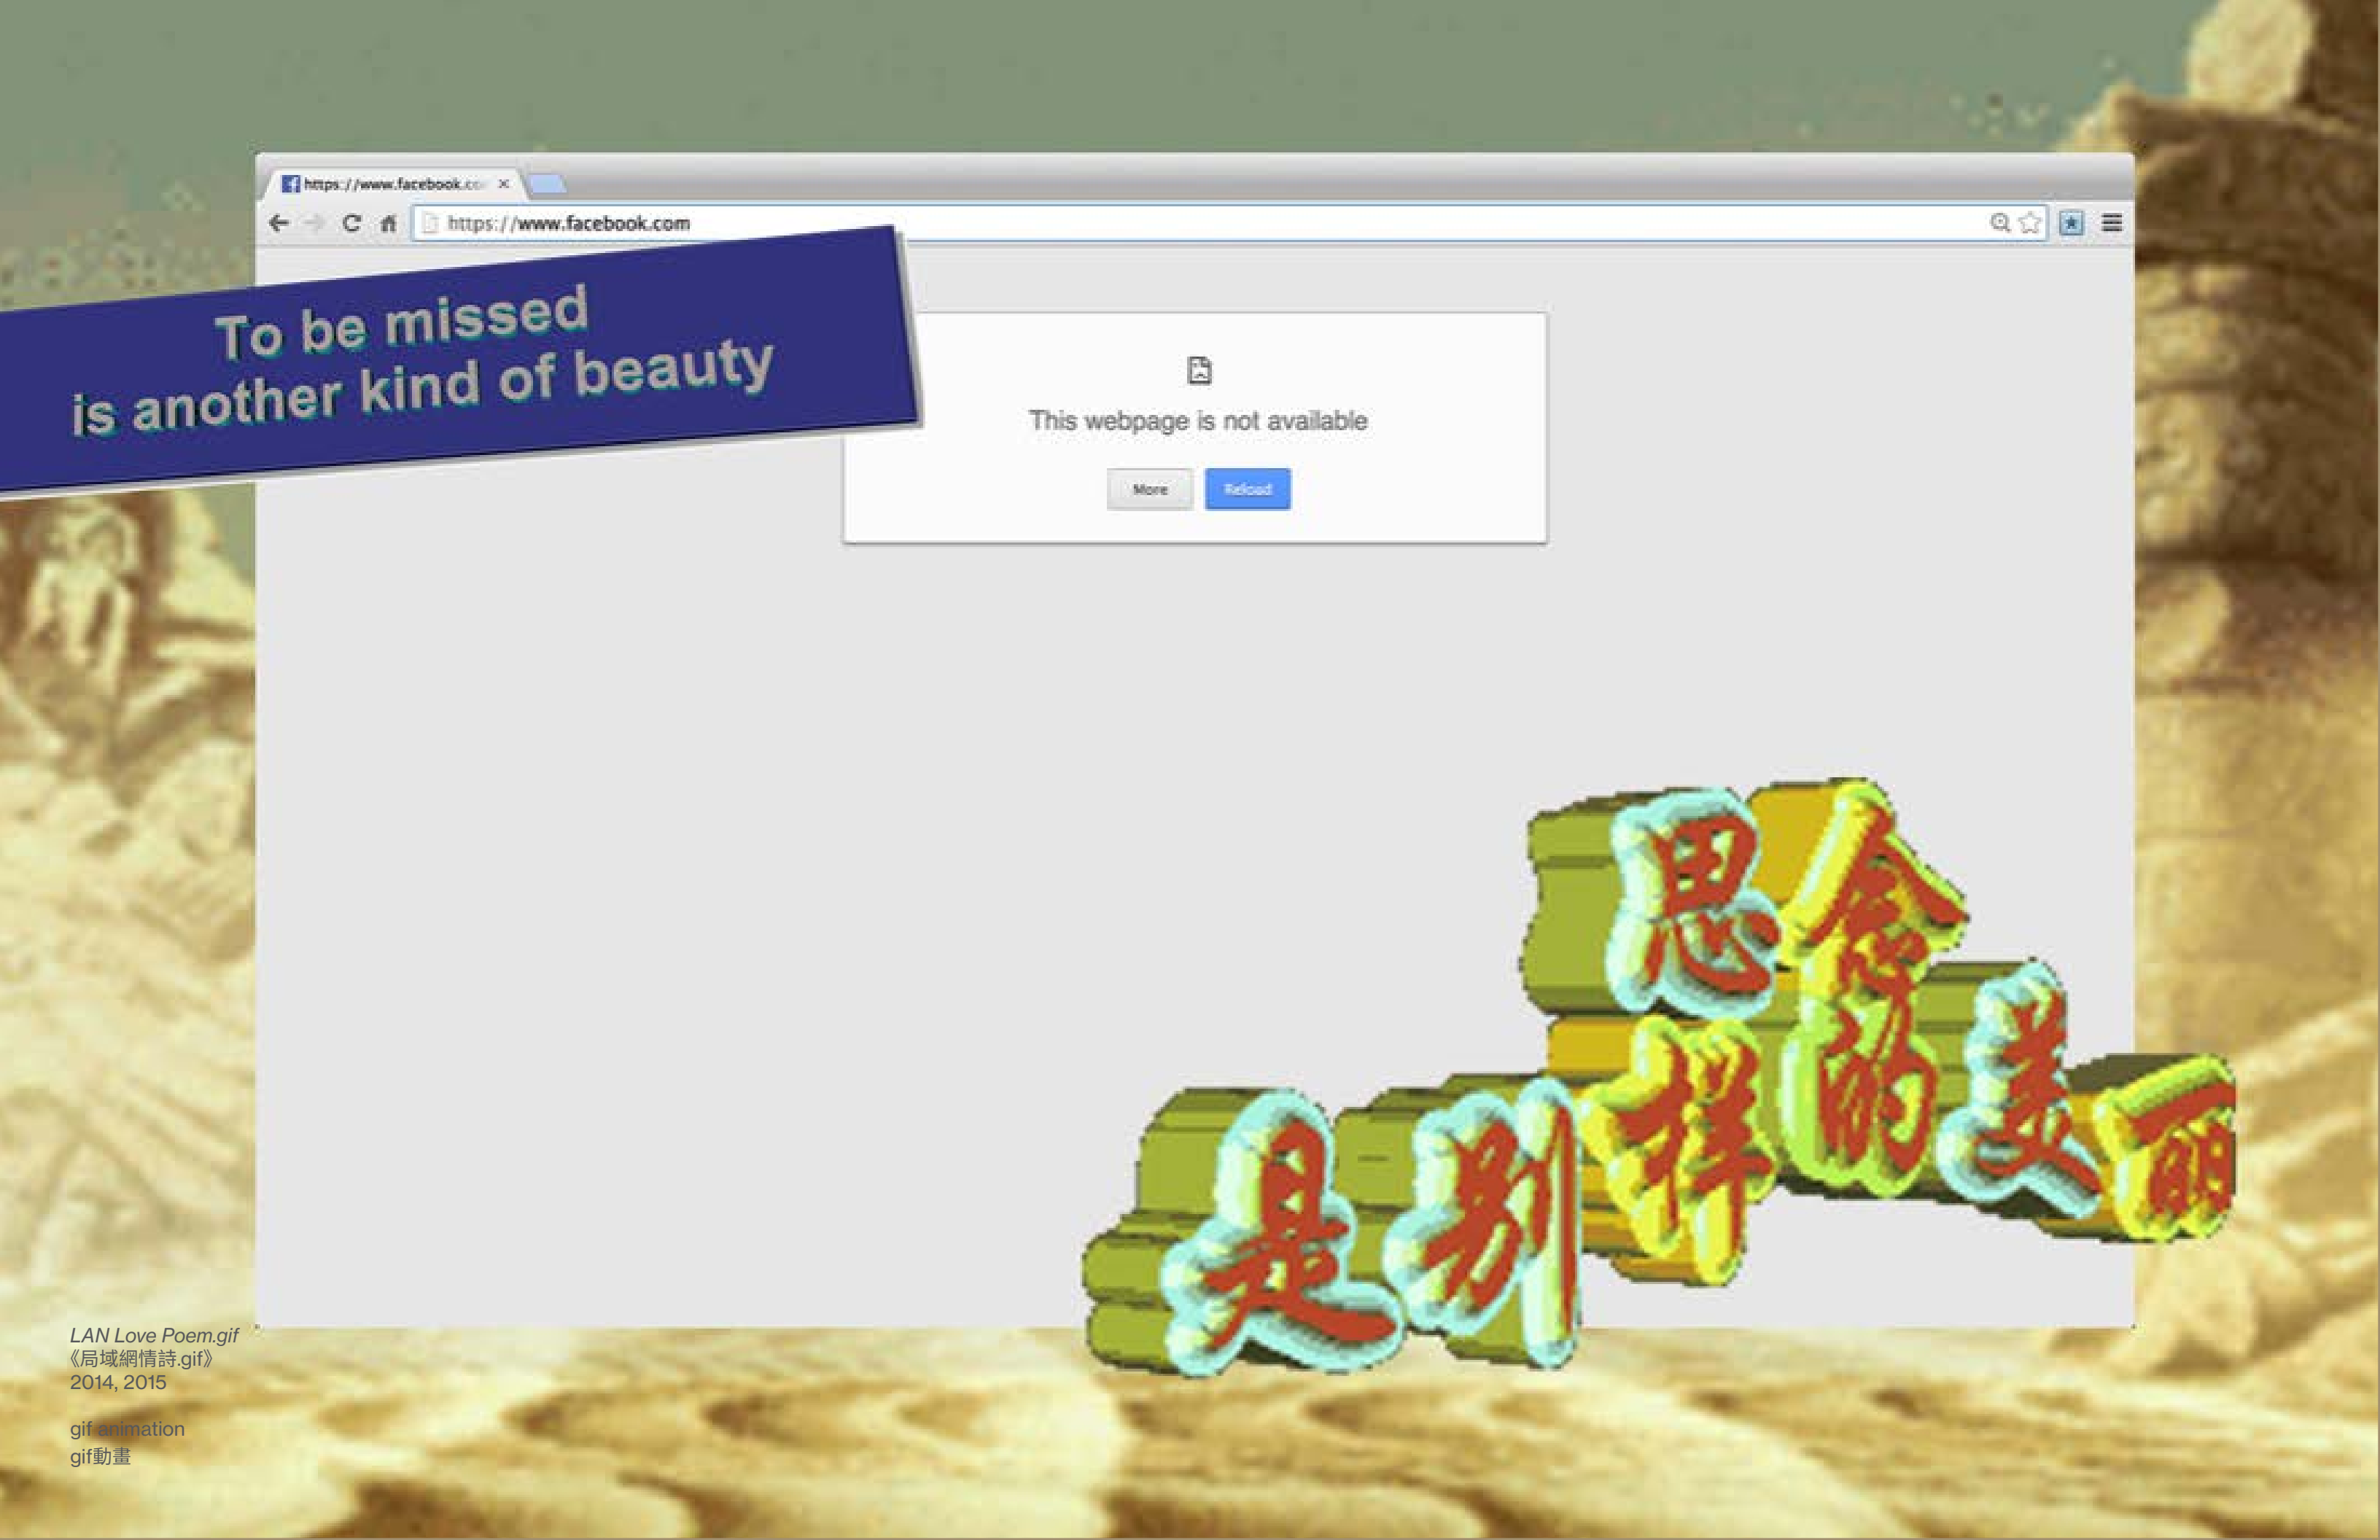 https://www.facebook.co
https://www.facebook.com
To be missed
is another kind of beauty
This webpage is not available
More
Reload
思念
是别样的美丽
LAN Love Poem.gif
《局域網情詩.gif》
2014, 2015
gif animation
gif動畫